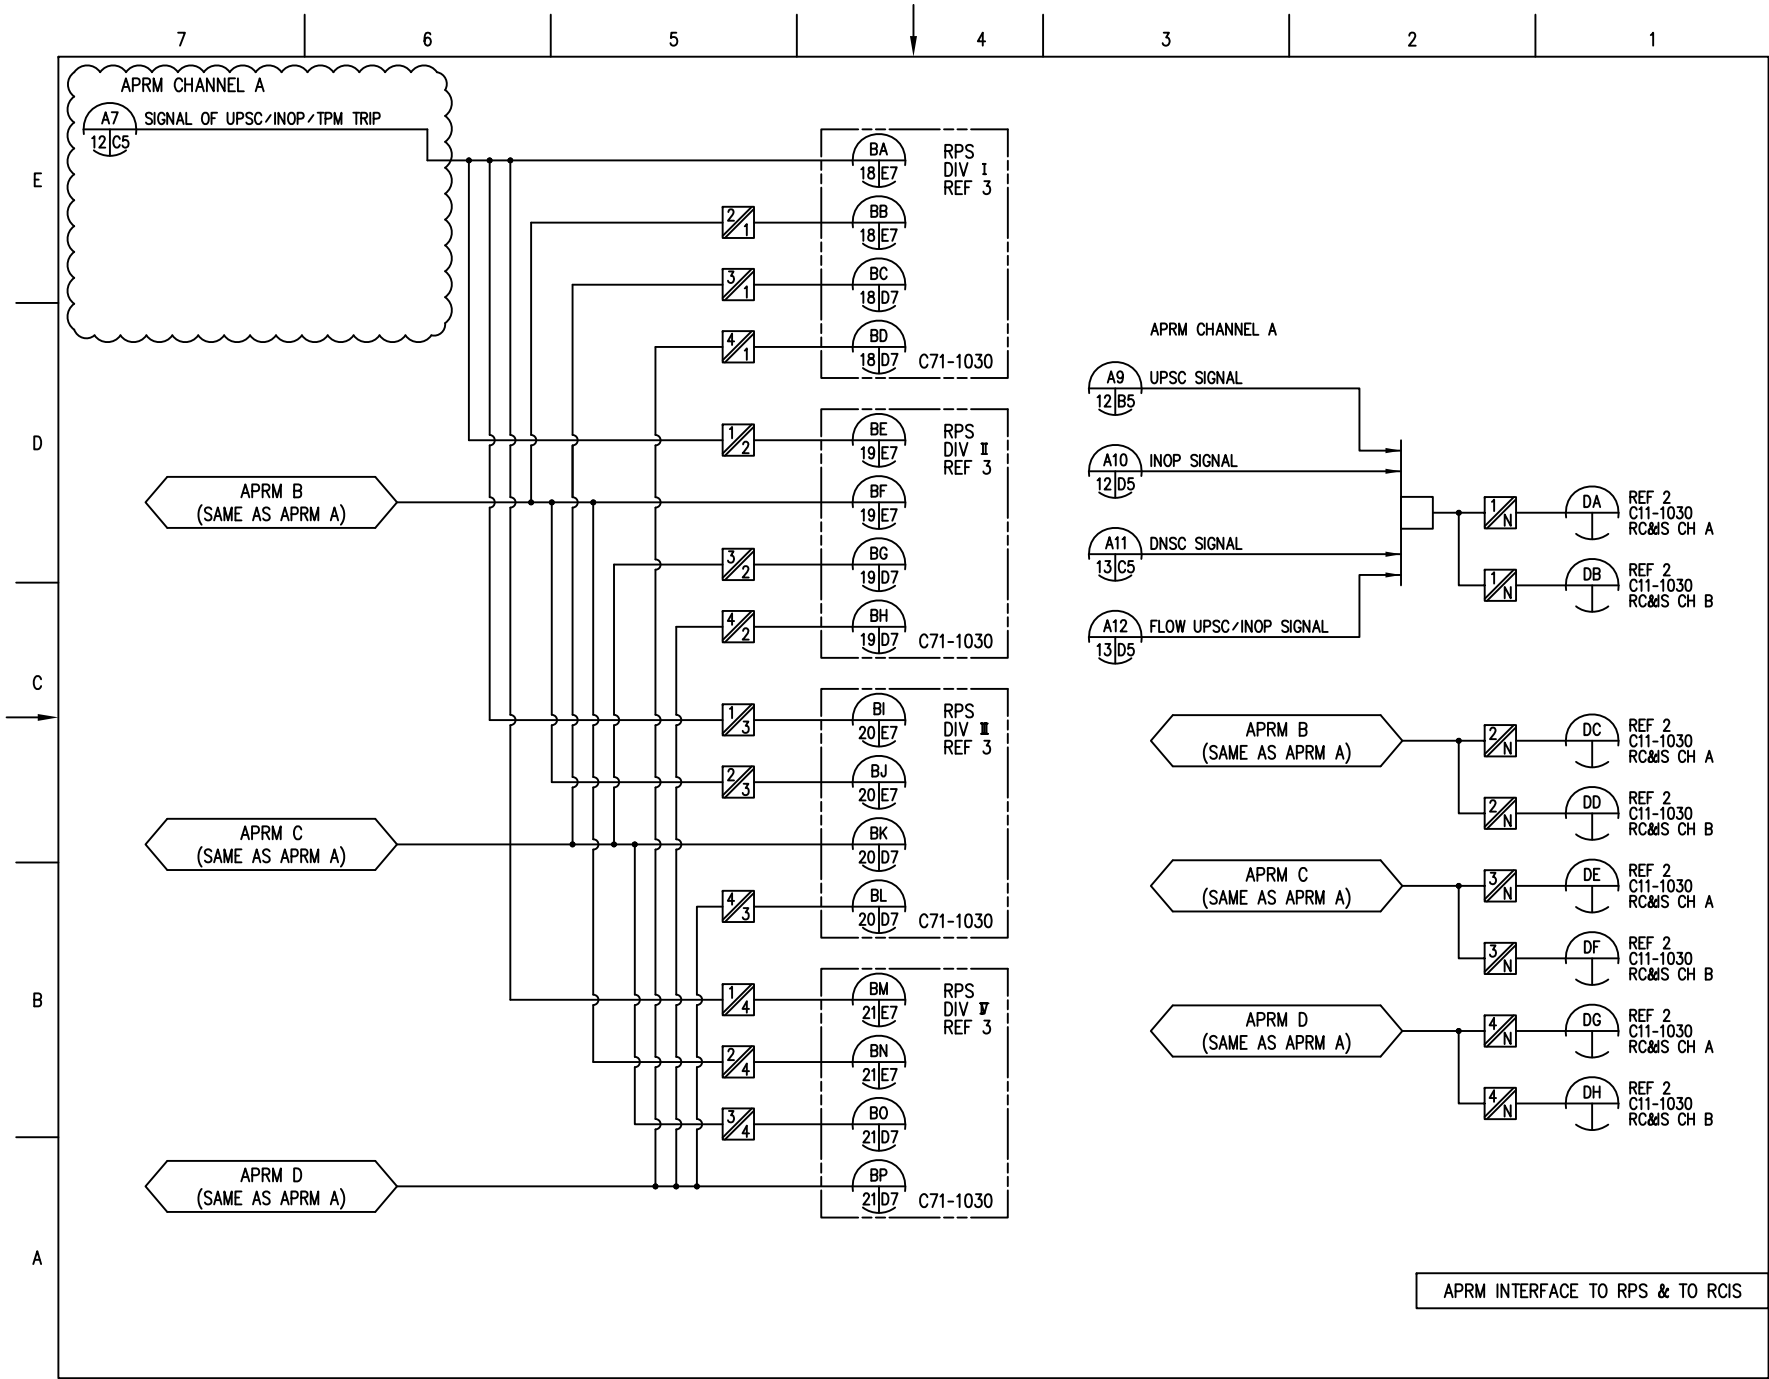 7 6 5 4 3 2 1
E
D
C
B
A
APRM CHANNEL A
A7 SIGNAL OF UPSC/INOP/TPM TRIP
12 C5
BA
18 E7
RPS
DIV I
REF 3
2/1
BB
18 E7
3/1
BC
18 D7
4/1
BD
18 D7
C71-1030
1/2
BE
19 E7
RPS
DIV II
REF 3
APRM B
(SAME AS APRM A)
BF
19 E7
3/2
BG
19 D7
4/2
BH
19 D7
C71-1030
1/3
BI
20 E7
RPS
DIV III
REF 3
2/3
BJ
20 E7
APRM C
(SAME AS APRM A)
BK
20 D7
4/3
BL
20 D7
C71-1030
1/4
BM
21 E7
RPS
DIV IV
REF 3
2/4
BN
21 E7
3/4
BO
21 D7
APRM D
(SAME AS APRM A)
BP
21 D7
C71-1030
APRM CHANNEL A
A9 UPSC SIGNAL
12 B5
A10 INOP SIGNAL
12 D5
A11 DNSC SIGNAL
13 C5
A12 FLOW UPSC/INOP SIGNAL
13 D5
1/N
DA
REF 2
C11-1030
RC&IS CH A
1/N
DB
REF 2
C11-1030
RC&IS CH B
APRM B
(SAME AS APRM A)
2/N
DC
REF 2
C11-1030
RC&IS CH A
2/N
DD
REF 2
C11-1030
RC&IS CH B
APRM C
(SAME AS APRM A)
3/N
DE
REF 2
C11-1030
RC&IS CH A
3/N
DF
REF 2
C11-1030
RC&IS CH B
APRM D
(SAME AS APRM A)
4/N
DG
REF 2
C11-1030
RC&IS CH A
4/N
DH
REF 2
C11-1030
RC&IS CH B
APRM INTERFACE TO RPS & TO RCIS